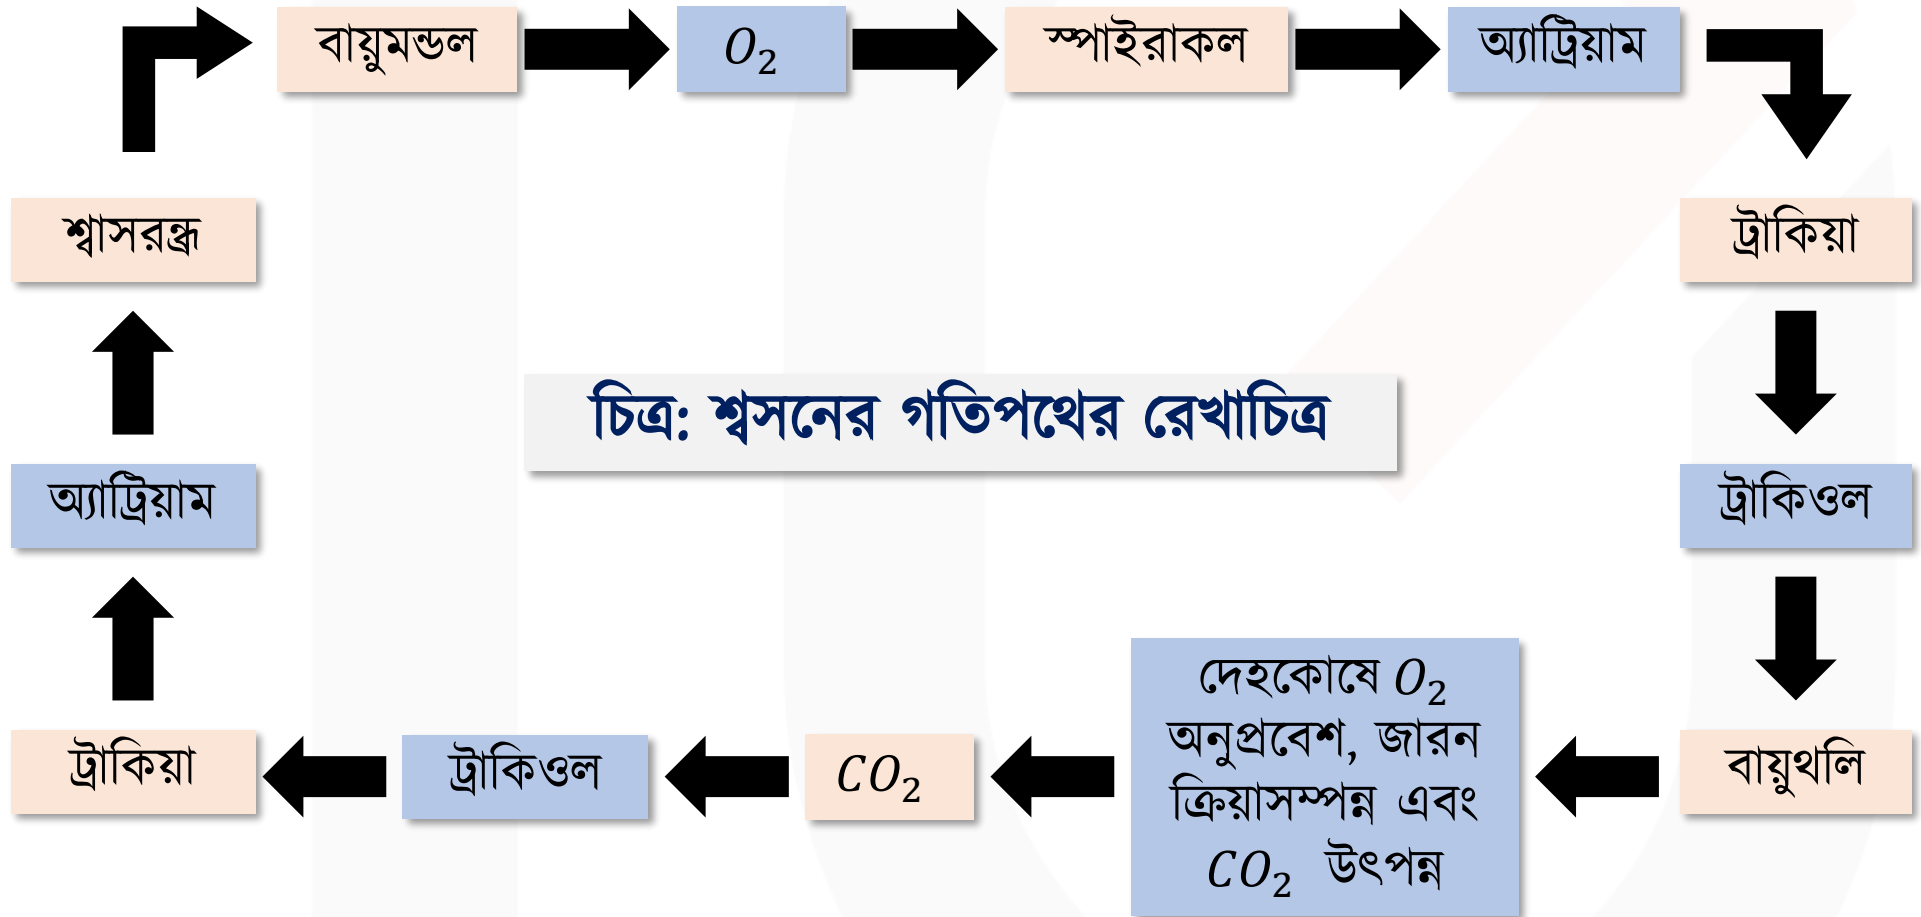 বায়ুমন্ডল
O₂
স্পাইরাকল
অ্যাট্রিয়াম
শ্বাসরন্ধ্র
ট্রাকিয়া
চিত্র: শ্বসনের গতিপথের রেখাচিত্র
অ্যাট্রিয়াম
ট্রাকিওল
দেহকোষে O₂
অনুপ্রবেশ, জারন
ক্রিয়াসম্পন্ন এবং
CO₂ উৎপন্ন
ট্রাকিয়া
ট্রাকিওল
CO₂
বায়ুথলি